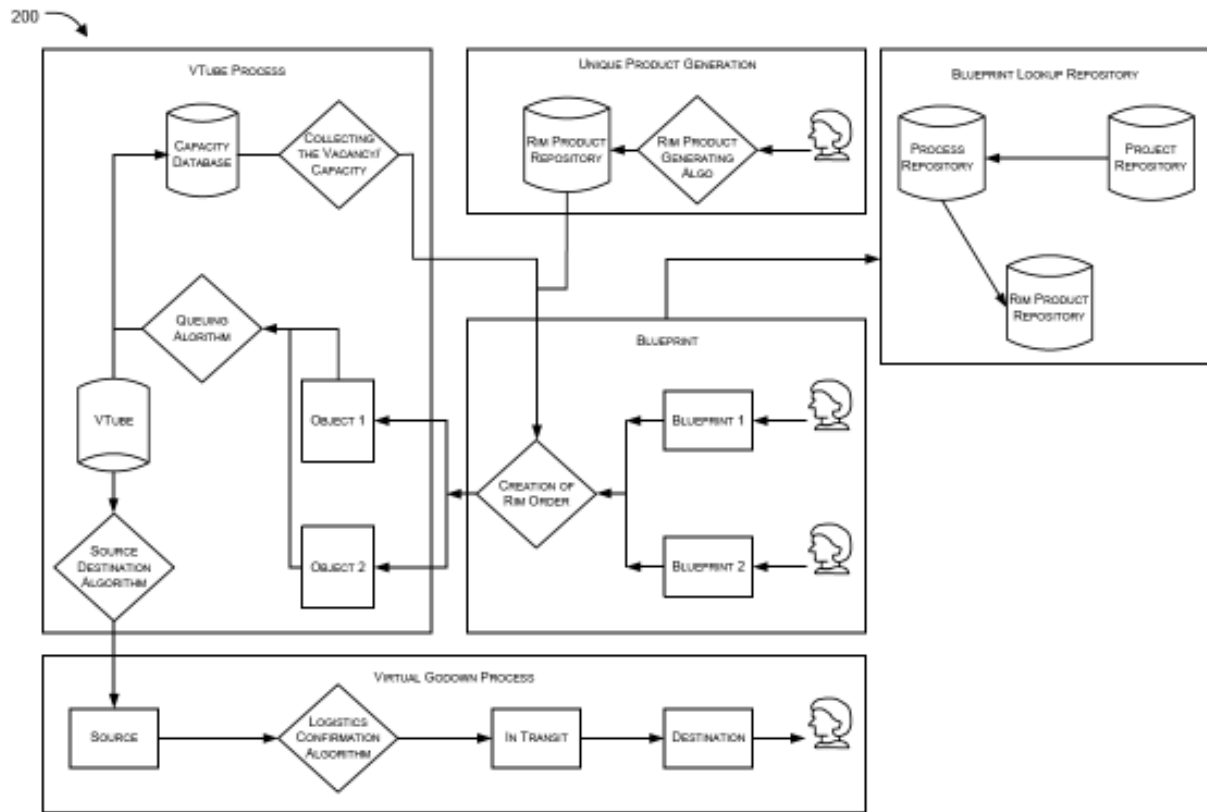 200
VTUBE PROCESS
CAPACITY
DATABASE
COLLECTING
THE VACANCY/
CAPACITY
QUEUING
ALORITHM
VTUBE
OBJECT 1
OBJECT 2
SOURCE
DESTINATION
ALGORITHM
UNIQUE PRODUCT GENERATION
RIM PRODUCT
REPOSITORY
RIM PRODUCT
GENERATING
ALGO
BLUEPRINT LOOKUP REPOSITORY
PROCESS
REPOSITORY
PROJECT
REPOSITORY
RIM PRODUCT
REPOSITORY
BLUEPRINT
CREATION OF
RIM ORDER
BLUEPRINT 1
BLUEPRINT 2
VIRTUAL GODOWN PROCESS
SOURCE
LOGISTICS
CONFIRMATION
ALGORITHM
IN TRANSIT
DESTINATION